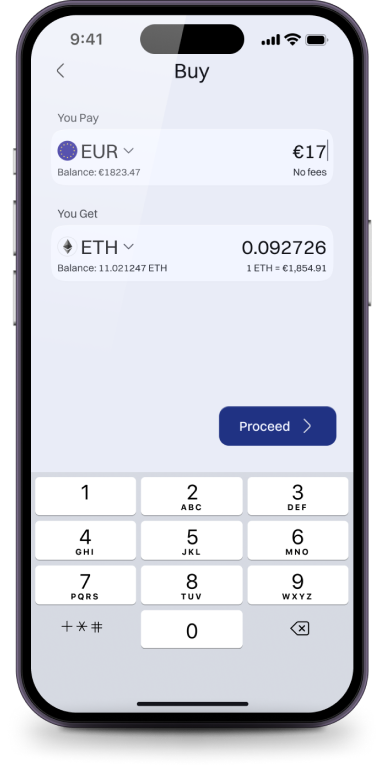 9:41
Buy
You Pay
EUR
€17
Balance: €1823.47
No fees
You Get
ETH
0.092726
Balance: 11.021247 ETH
1 ETH = €1,854.91
Proceed
1
2
3
ABC
DEF
4
5
6
GHI
JKL
MNO
7
8
9
PQRS
TUV
WXYZ
+*#
0